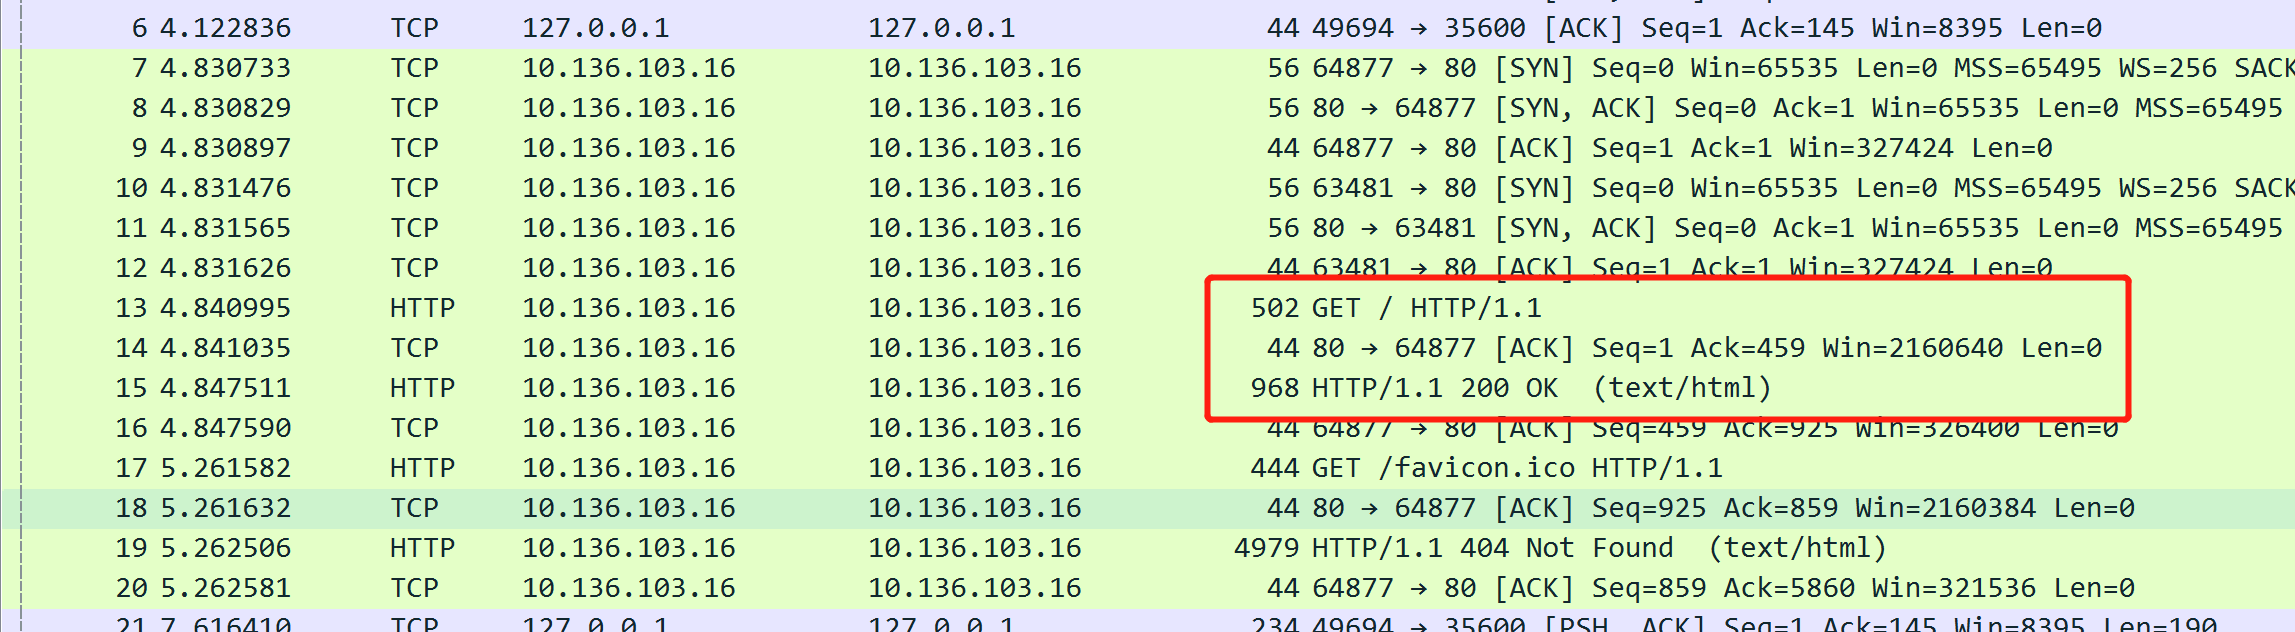 6 4.122836 TCP 127.0.0.1 127.0.0.1 44 49694 → 35600 [ACK] Seq=1 Ack=145 Win=8395 Len=0
7 4.830733 TCP 10.136.103.16 10.136.103.16 56 64877 → 80 [SYN] Seq=0 Win=65535 Len=0 MSS=65495 WS=256 SACK
8 4.830829 TCP 10.136.103.16 10.136.103.16 56 80 → 64877 [SYN, ACK] Seq=0 Ack=1 Win=65535 Len=0 MSS=65495
9 4.830897 TCP 10.136.103.16 10.136.103.16 44 64877 → 80 [ACK] Seq=1 Ack=1 Win=327424 Len=0
10 4.831476 TCP 10.136.103.16 10.136.103.16 56 63481 → 80 [SYN] Seq=0 Win=65535 Len=0 MSS=65495 WS=256 SACK
11 4.831565 TCP 10.136.103.16 10.136.103.16 56 80 → 63481 [SYN, ACK] Seq=0 Ack=1 Win=65535 Len=0 MSS=65495
12 4.831626 TCP 10.136.103.16 10.136.103.16 44 63481 → 80 [ACK] Seq=1 Ack=1 Win=327424 Len=0
13 4.840995 HTTP 10.136.103.16 10.136.103.16 502 GET / HTTP/1.1
14 4.841035 TCP 10.136.103.16 10.136.103.16 44 80 → 64877 [ACK] Seq=1 Ack=459 Win=2160640 Len=0
15 4.847511 HTTP 10.136.103.16 10.136.103.16 968 HTTP/1.1 200 OK (text/html)
16 4.847590 TCP 10.136.103.16 10.136.103.16 44 64877 → 80 [ACK] Seq=459 Ack=925 Win=326400 Len=0
17 5.261582 HTTP 10.136.103.16 10.136.103.16 444 GET /favicon.ico HTTP/1.1
18 5.261632 TCP 10.136.103.16 10.136.103.16 44 80 → 64877 [ACK] Seq=925 Ack=859 Win=2160384 Len=0
19 5.262506 HTTP 10.136.103.16 10.136.103.16 4979 HTTP/1.1 404 Not Found (text/html)
20 5.262581 TCP 10.136.103.16 10.136.103.16 44 64877 → 80 [ACK] Seq=859 Ack=5860 Win=321536 Len=0
21 7.616410 TCP 127.0.0.1 127.0.0.1 234 49694 → 35600 [PSH, ACK] Seq=1 Ack=145 Win=8395 Len=190